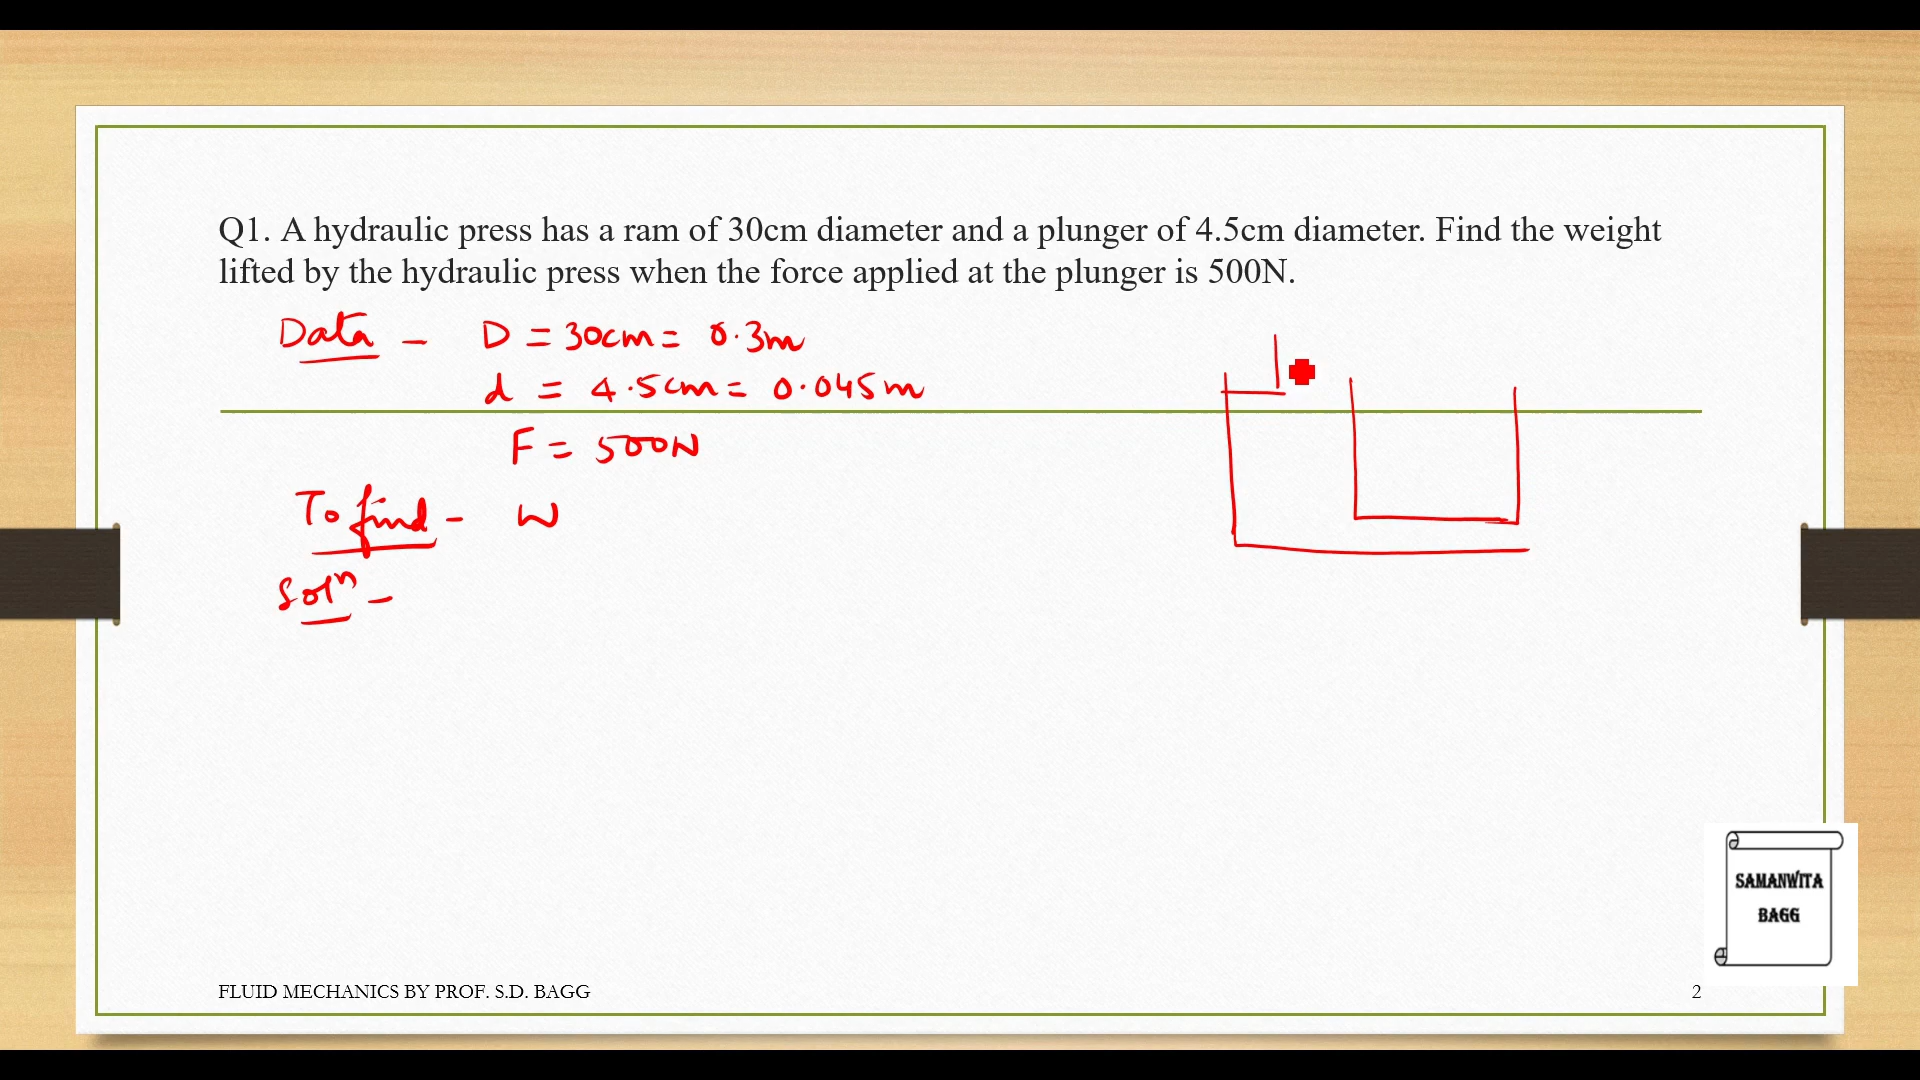 Q1. A hydraulic press has a ram of 30cm diameter and a plunger of 4.5cm diameter. Find the weight
lifted by the hydraulic press when the force applied at the plunger is 500N.
Data - D = 30cm = 0.3m
d = 4.5cm = 0.045m
F = 500N
To find - W
Solⁿ -
SAMANWITA
BAGG
FLUID MECHANICS BY PROF. S.D. BAGG
2